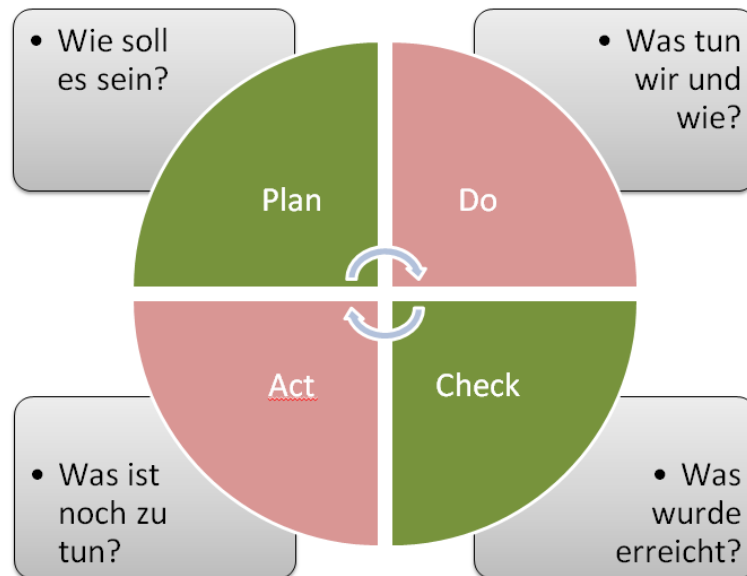 • Wie soll
es sein?
• Was tun
wir und
wie?
Plan
Do
Act
Check
• Was ist
noch zu
tun?
• Was
wurde
erreicht?